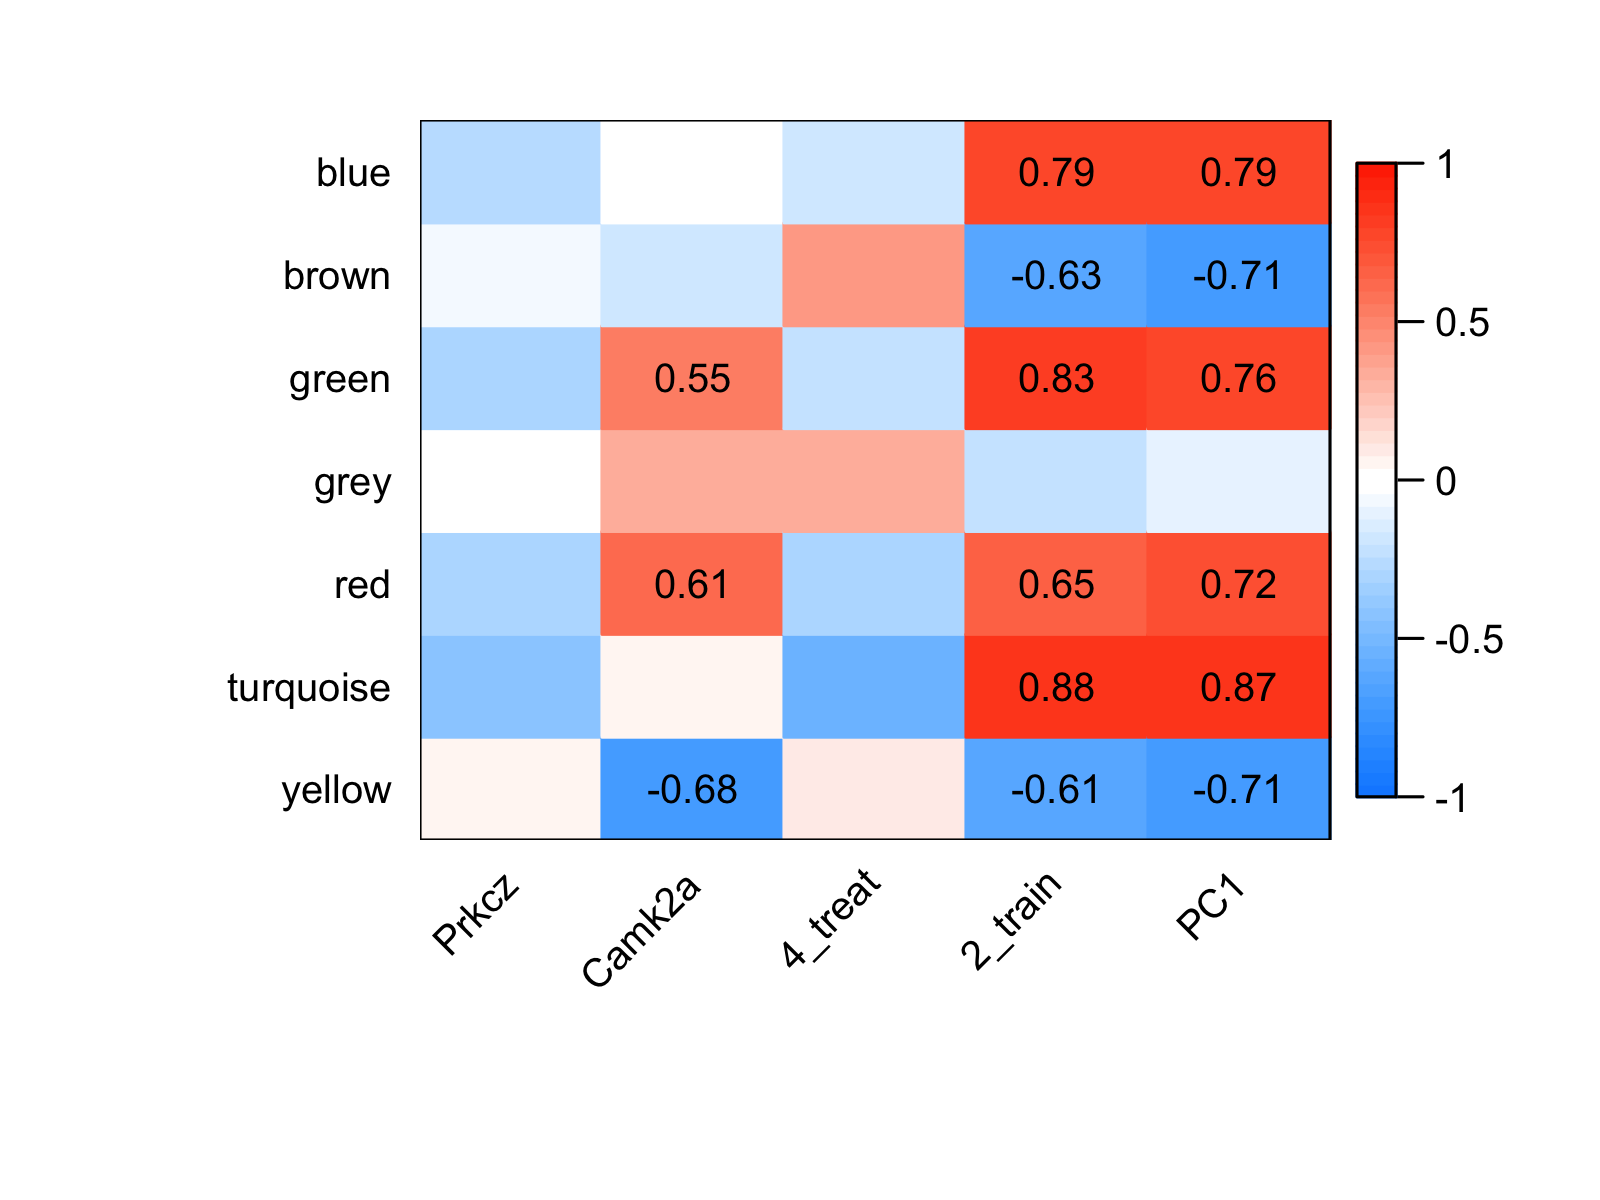 blue 0.79 0.79
brown -0.63 -0.71
green 0.55 0.83 0.76
grey
red 0.61 0.65 0.72
turquoise 0.88 0.87
yellow -0.68 -0.61 -0.71
Prkcz Camk2a 4_treat 2_train PC1
1
0.5
0
-0.5
-1